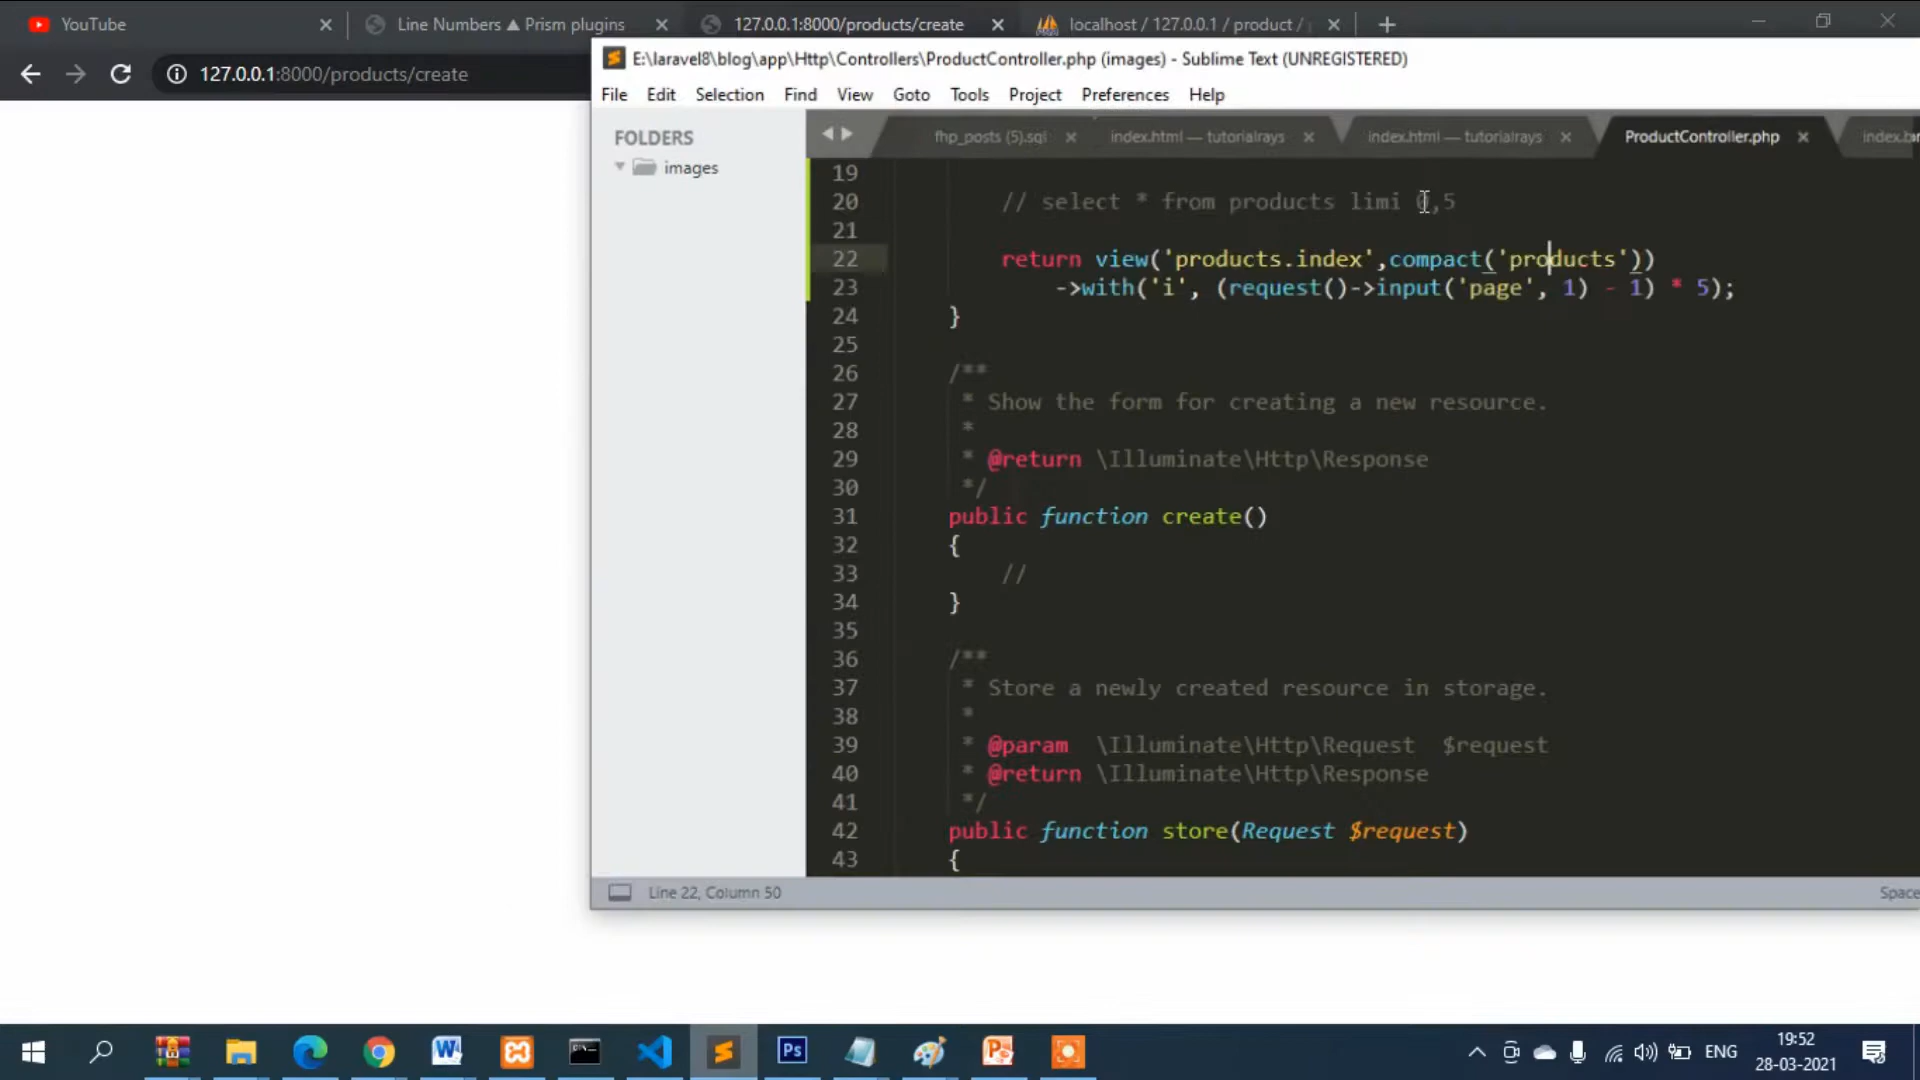 YouTube
Line Numbers ▲ Prism plugins
127.0.0.1:8000/products/create
localhost / 127.0.0.1 / product /
127.0.0.1:8000/products/create
E:\laravel8\blog\app\Http\Controllers\ProductController.php (images) - Sublime Text (UNREGISTERED)
File Edit Selection Find View Goto Tools Project Preferences Help
FOLDERS
images
fhp_posts (5).sql
index.html — tutorialrays
index.html — tutorialrays
ProductController.php
19
20 // select * from products limi 0,5
21
22 return view('products.index',compact('products'))
23 ->with('i', (request()->input('page', 1) - 1) * 5);
24 }
25
26 /**
27 * Show the form for creating a new resource.
28 *
29 * @return \Illuminate\Http\Response
30 */
31 public function create()
32 {
33 //
34 }
35
36 /**
37 * Store a newly created resource in storage.
38 *
39 * @param \Illuminate\Http\Request $request
40 * @return \Illuminate\Http\Response
41 */
42 public function store(Request $request)
43 {
Line 22, Column 50
ENG
19:52
28-03-2021